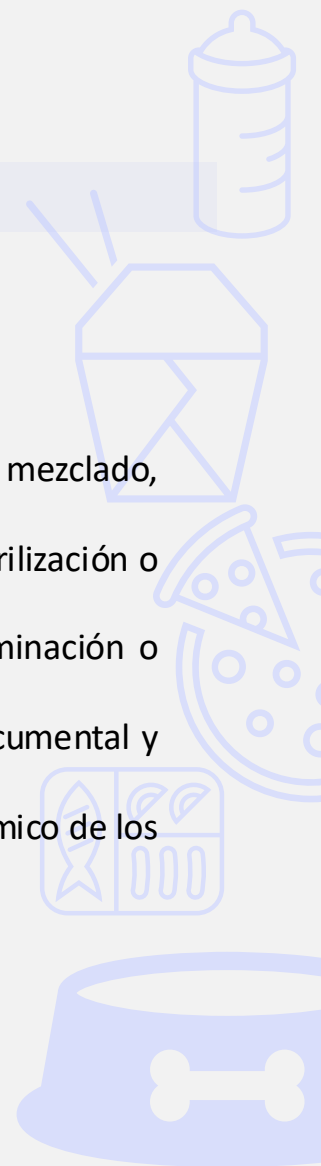 mezclado,
rilización o
minación o
cumental y
mico de los